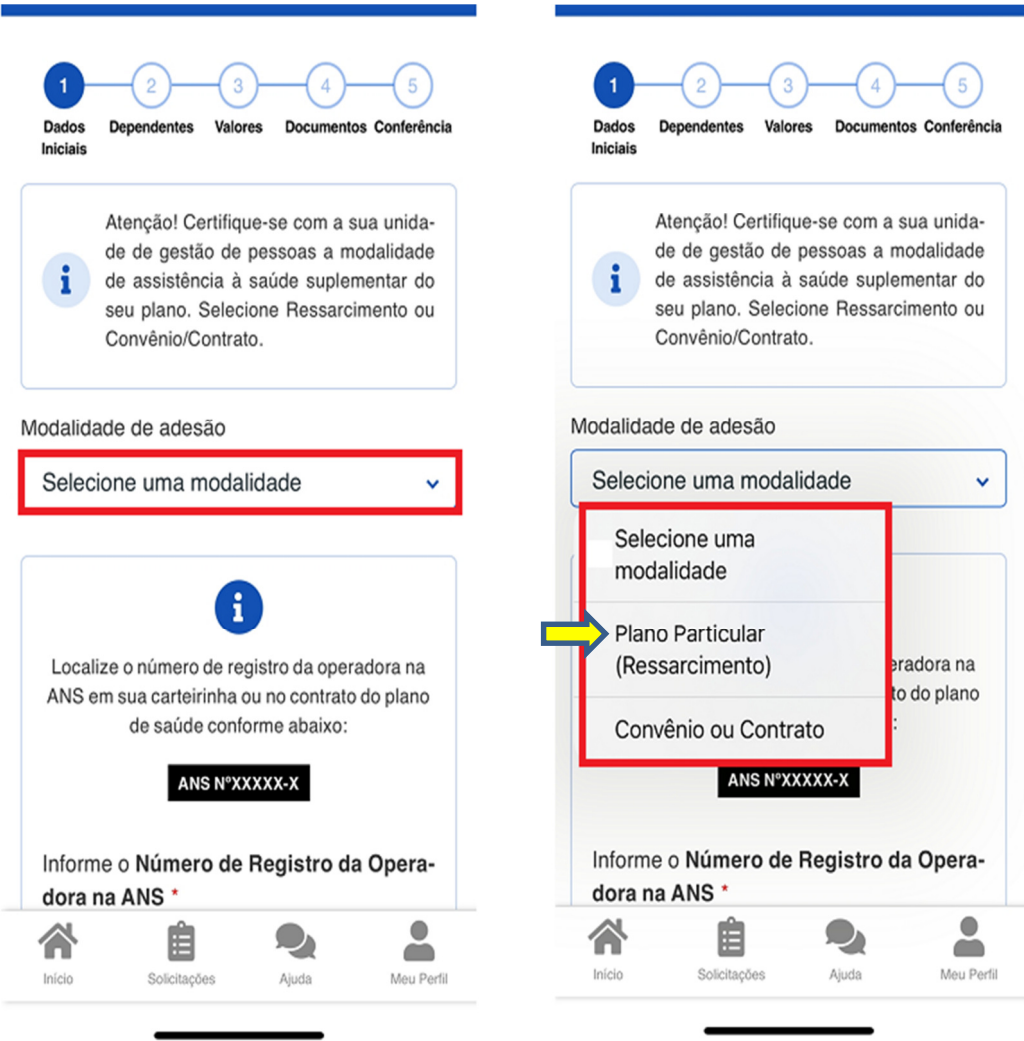 1 2 3 4 5
Dados Dependentes Valores Documentos Conferência
Iniciais
Atenção! Certifique-se com a sua unida-
de de gestão de pessoas a modalidade
de assistência à saúde suplementar do
seu plano. Selecione Ressarcimento ou
Convênio/Contrato.
Modalidade de adesão
Selecione uma modalidade
Localize o número de registro da operadora na
ANS em sua carteirinha ou no contrato do plano
de saúde conforme abaixo:
ANS NºXXXXX-X
Informe o Número de Registro da Opera-
dora na ANS *
Início Solicitações Ajuda Meu Perfil
1 2 3 4 5
Dados Dependentes Valores Documentos Conferência
Iniciais
Atenção! Certifique-se com a sua unida-
de de gestão de pessoas a modalidade
de assistência à saúde suplementar do
seu plano. Selecione Ressarcimento ou
Convênio/Contrato.
Modalidade de adesão
Selecione uma modalidade
Selecione uma
modalidade
Plano Particular
(Ressarcimento)
Convênio ou Contrato
eradora na
to do plano
:
ANS NºXXXXX-X
Informe o Número de Registro da Opera-
dora na ANS *
Início Solicitações Ajuda Meu Perfil